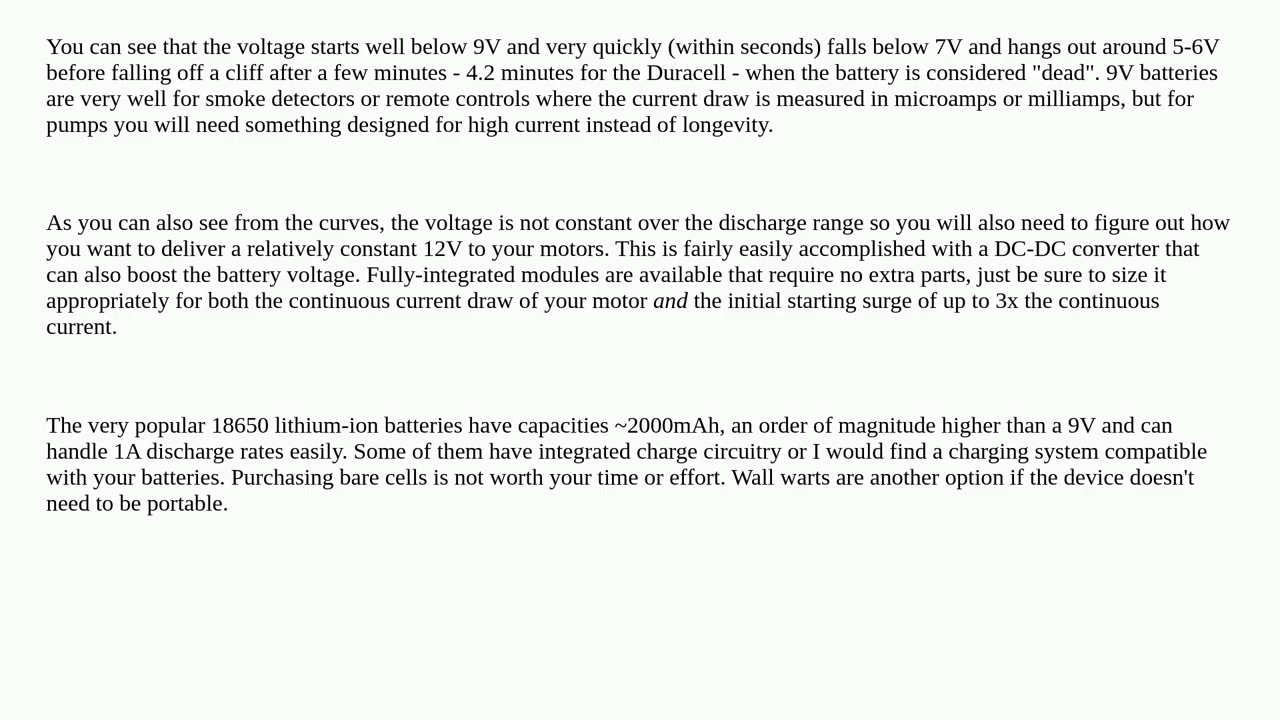 You can see that the voltage starts well below 9V and very quickly (within seconds) falls below 7V and hangs out around 5-6V
before falling off a cliff after a few minutes - 4.2 minutes for the Duracell - when the battery is considered "dead". 9V batteries
are very well for smoke detectors or remote controls where the current draw is measured in microamps or milliamps, but for
pumps you will need something designed for high current instead of longevity.
As you can also see from the curves, the voltage is not constant over the discharge range so you will also need to figure out how
you want to deliver a relatively constant 12V to your motors. This is fairly easily accomplished with a DC-DC converter that
can also boost the battery voltage. Fully-integrated modules are available that require no extra parts, just be sure to size it
appropriately for both the continuous current draw of your motor and the initial starting surge of up to 3x the continuous
current.
The very popular 18650 lithium-ion batteries have capacities ~2000mAh, an order of magnitude higher than a 9V and can
handle 1A discharge rates easily. Some of them have integrated charge circuitry or I would find a charging system compatible
with your batteries. Purchasing bare cells is not worth your time or effort. Wall warts are another option if the device doesn't
need to be portable.